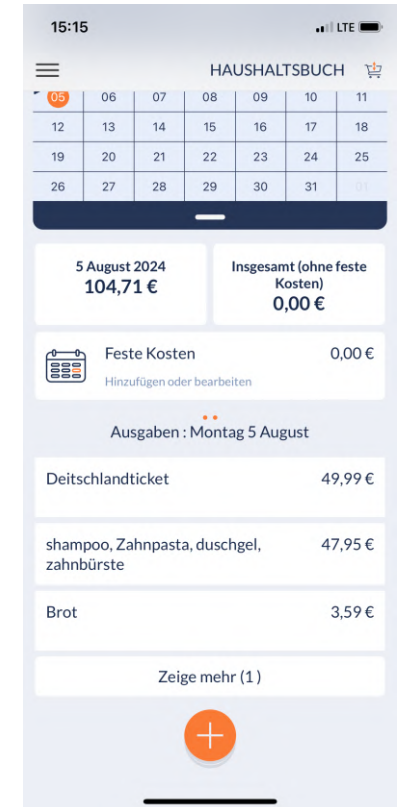 15:15 LTE
HAUSHALTSBUCH
05 06 07 08 09 10 11
12 13 14 15 16 17 18
19 20 21 22 23 24 25
26 27 28 29 30 31 01
5 August 2024
104,71 €
Insgesamt (ohne feste
Kosten)
0,00 €
Feste Kosten 0,00 €
Hinzufügen oder bearbeiten
Ausgaben : Montag 5 August
Deitschlandticket 49,99 €
shampoo, Zahnpasta, duschgel, 47,95 €
zahnbürste
Brot 3,59 €
Zeige mehr (1)